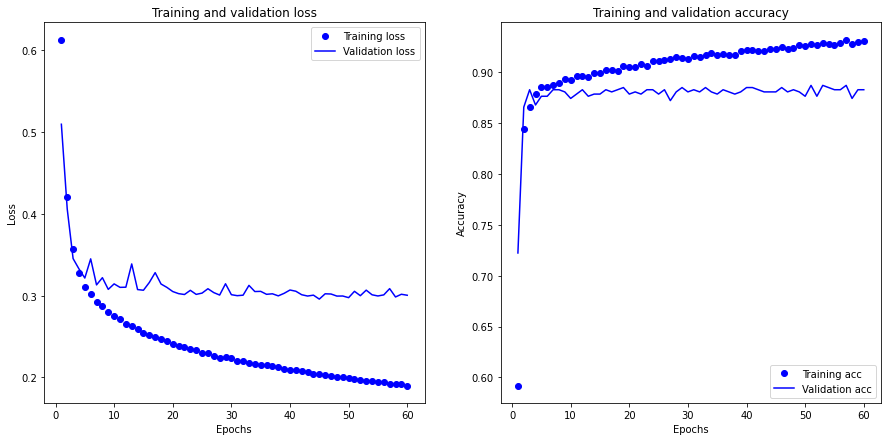 Training and validation loss
Training loss
Validation loss
0.6
0.5
0.4
0.3
0.2
Loss
0
10
20
30
40
50
60
Epochs
Training and validation accuracy
0.90
0.85
0.80
0.75
0.70
0.65
0.60
Accuracy
Training acc
Validation acc
0
10
20
30
40
50
60
Epochs